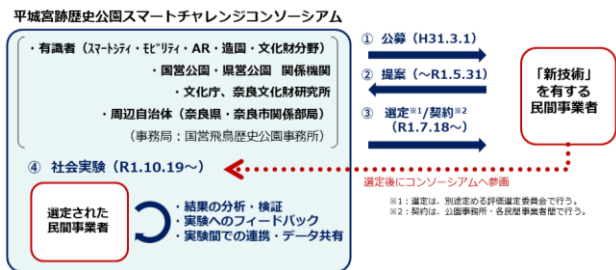 平城宮跡歴史公園スマートチャレンジコンソーシアム
・有識者（スマートシティ・モビリティ・AR・造園・文化財分野）
・国営公園・県営公園 関係機関
・文化庁、奈良文化財研究所
・周辺自治体（奈良県・奈良市関係部局）
（事務局：国営飛鳥歴史公園事務所）
① 公募（H31.3.1）
② 提案（～R1.5.31）
③ 選定※1/契約※2
（R1.7.18～）
「新技術」
を有する
民間事業者
④ 社会実験（R1.10.19～）
選定後にコンソーシアムへ参画
選定された
民間事業者
・結果の分析・検証
・実験へのフィードバック
・実験間での連携・データ共有
※1：選定は、別途定める評価選定委員会で行う。
※2：契約は、公園事務所・各民間事業者間で行う。